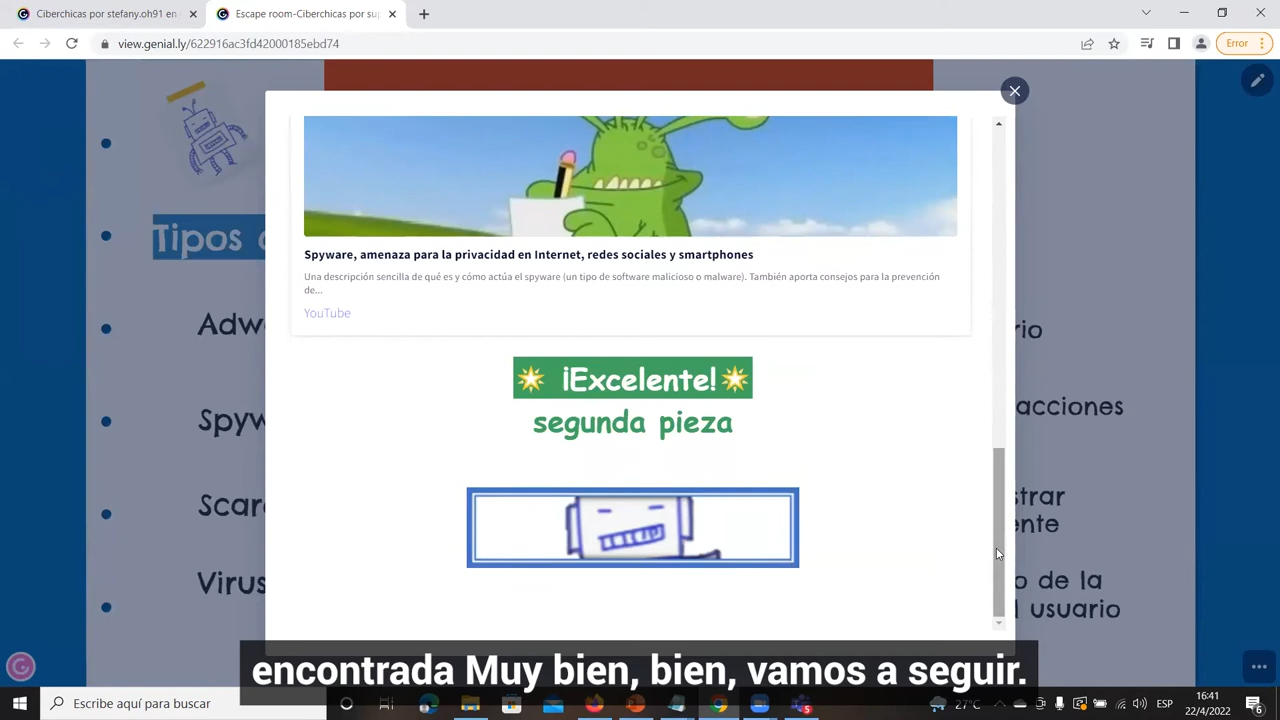 Ciberchicas por stefany.oh91 en
Escape room-Ciberchicas por su
view.genial.ly/622916ac3fd42000185ebd74
Error
Tipos
Spyware, amenaza para la privacidad en Internet, redes sociales y smartphones
Una descripción sencilla de qué es y cómo actúa el spyware (un tipo de software malicioso o malware). También aporta consejos para la prevención
de...
YouTube
Adw
rio
¡Excelente!
segunda pieza
Spyw
acciones
Scar
strar
ente
Virus
o de la
l usuario
encontrada Muy bien, bien, vamos a seguir.
Escribe aquí para buscar
27°C
ESP
16:41
22/4/2022
6